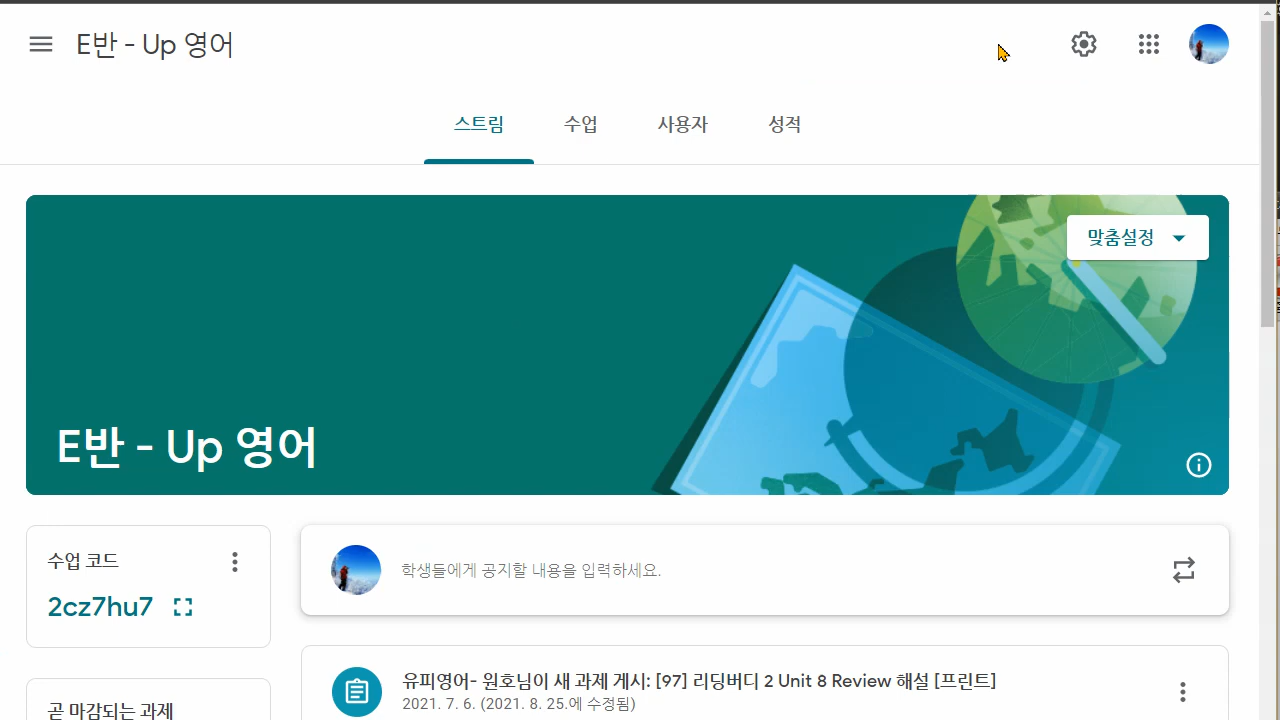 E반 - Up 영어
스트림 수업 사용자 성적
맞춤설정
E반 - Up 영어
수업 코드
2cz7hu7
학생들에게 공지할 내용을 입력하세요.
유피영어- 원호님이 새 과제 게시: [97] 리딩버디 2 Unit 8 Review 해설 [프린트]
2021. 7. 6. (2021. 8. 25.에 수정됨)
곧 마감되는 과제